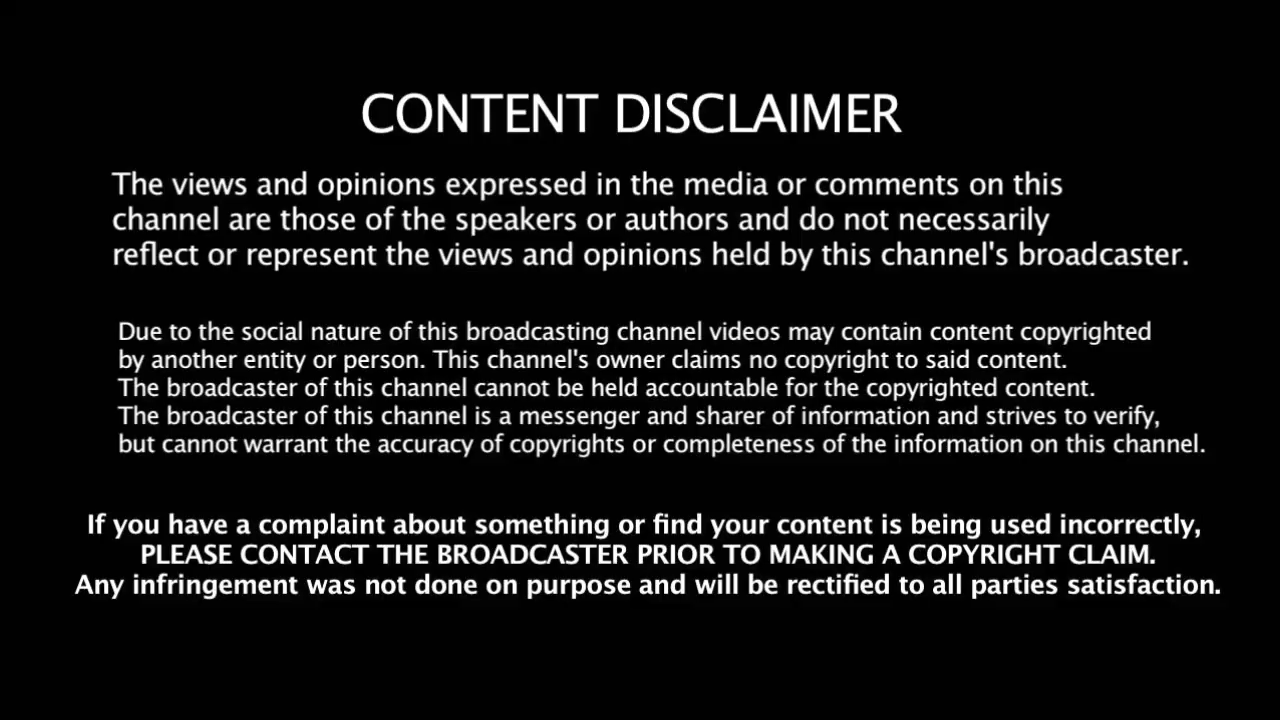 CONTENT DISCLAIMER
The views and opinions expressed in the media or comments on this
channel are those of the speakers or authors and do not necessarily
reflect or represent the views and opinions held by this channel's broadcaster.
Due to the social nature of this broadcasting channel videos may contain content copyrighted
by another entity or person. This channel's owner claims no copyright to said content.
The broadcaster of this channel cannot be held accountable for the copyrighted content.
The broadcaster of this channel is a messenger and sharer of information and strives to verify,
but cannot warrant the accuracy of copyrights or completeness of the information on this channel.
If you have a complaint about something or find your content is being used incorrectly,
PLEASE CONTACT THE BROADCASTER PRIOR TO MAKING A COPYRIGHT CLAIM.
Any infringement was not done on purpose and will be rectified to all parties satisfaction.